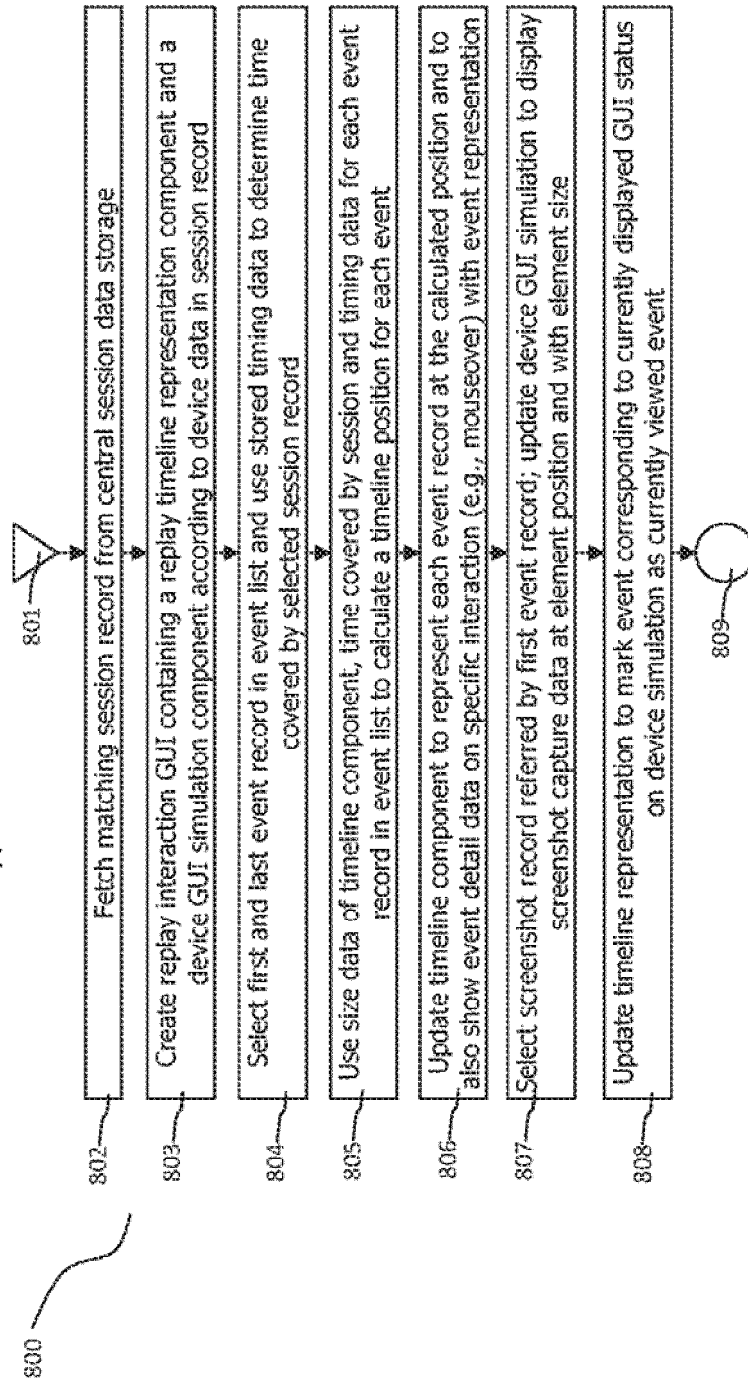 800
801
802
Fetch matching session record from central session data storage
803
Create replay interaction GUI containing a replay timeline representation component and a
device GUI simulation component according to device data in session record
804
Select first and last event record in event list and use stored timing data to determine time
covered by selected session record
805
Use size data of timeline component, time covered by session and timing data for each event
record in event list to calculate a timeline position for each event
806
Update timeline component to represent each event record at the calculated position and to
also show event detail data on specific interaction (e.g., mouseover) with event representation
807
Select screenshot record referred by first event record; update device GUI simulation to display
screenshot capture data at element position and with element size
808
Update timeline representation to mark event corresponding to currently displayed GUI status
on device simulation as currently viewed event
809